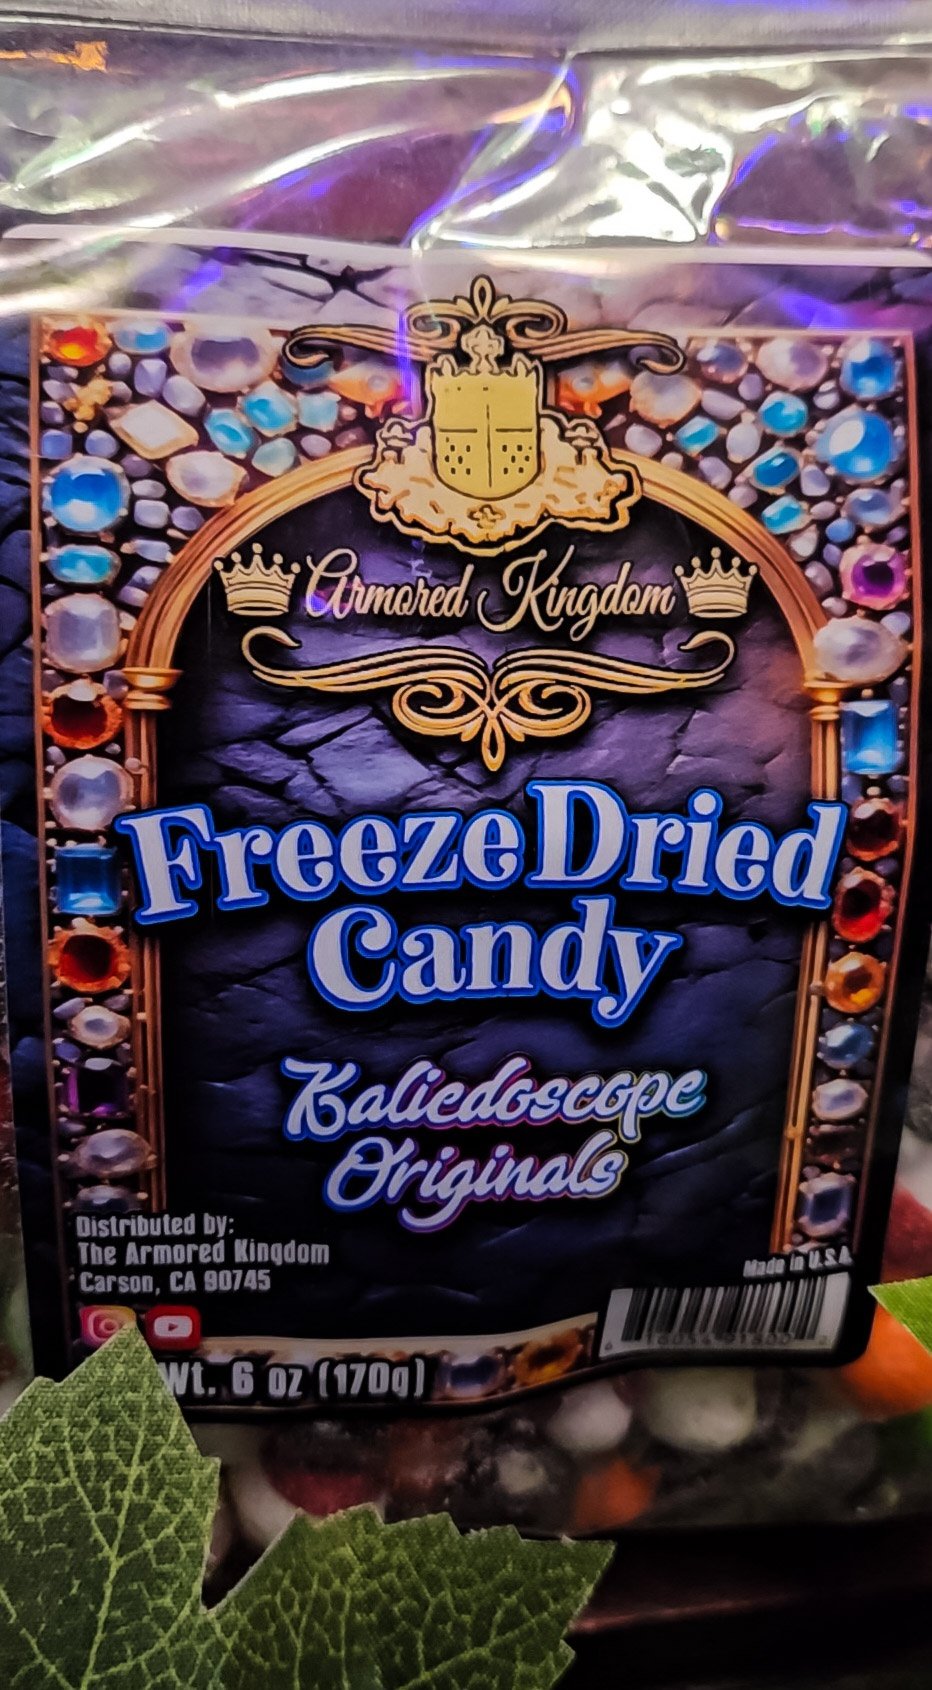 Armored Kingdom
Freeze Dried
Candy
Kaliedoscope
Originals
Distributed by:
The Armored Kingdom
Carson, CA 90745
Made in U.S.A.
Wt. 6 oz (170g)